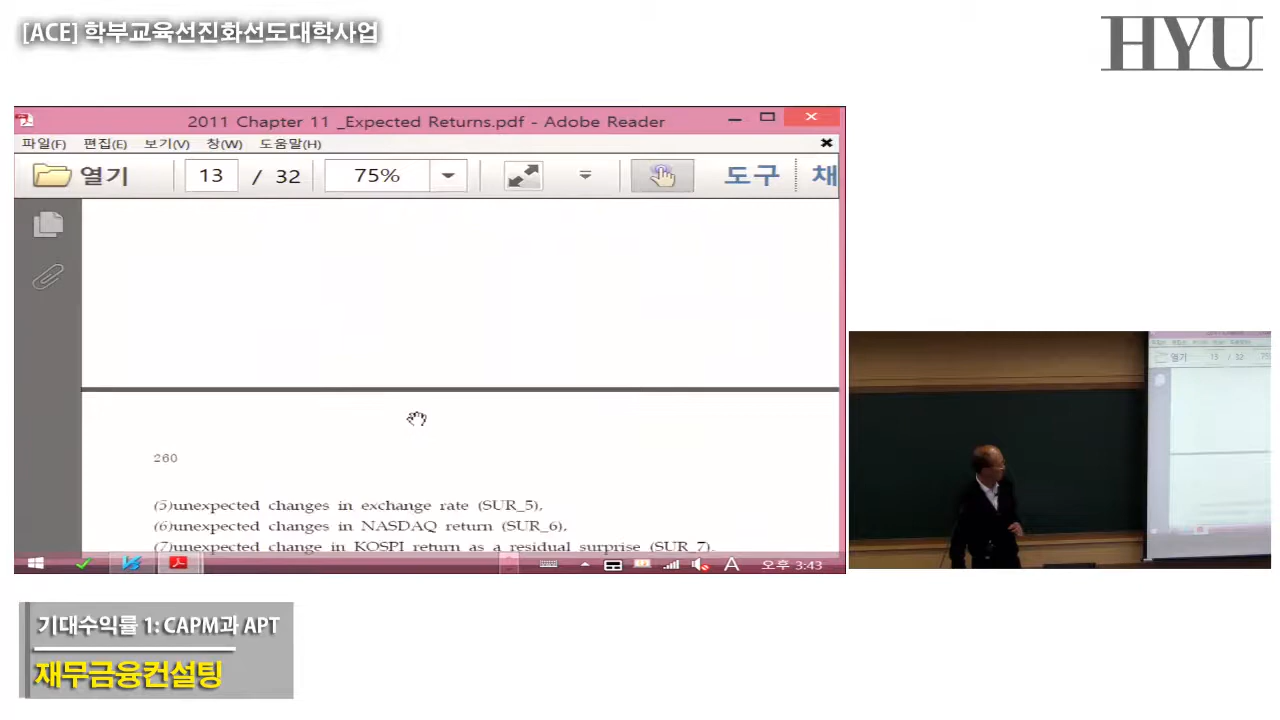 [ACE] 학부교육선진화선도대학사업
HYU
2011 Chapter 11 _Expected Returns.pdf - Adobe Reader
파일(F) 편집(E) 보기(V) 창(W) 도움말(H)
열기 13 / 32 75% 도구 채
260
(5)unexpected changes in exchange rate (SUR_5),
(6)unexpected changes in NASDAQ return (SUR_6),
(7)unexpected change in KOSPI return as a residual surprise (SUR_7).
A 오후 3:43
열기 13 / 32
기대수익률 1: CAPM과 APT
재무금융컨설팅